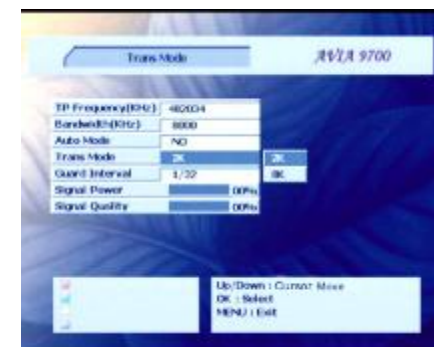 Trans Mode
AVIA 9700
TP Frequency(KHz) 482034
Bandwidth(KHz) 8000
Auto Mode NO
Trans Mode 2K 2K
Guard Interval 1/32 8K
Signal Power 00%
Signal Quality 00%
Up/Down : Cursor Move
OK : Select
MENU : Exit